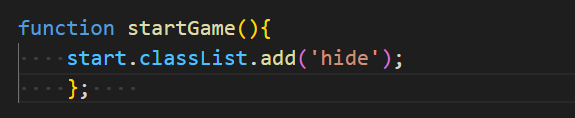 function startGame(){
    start.classList.add('hide');
    };